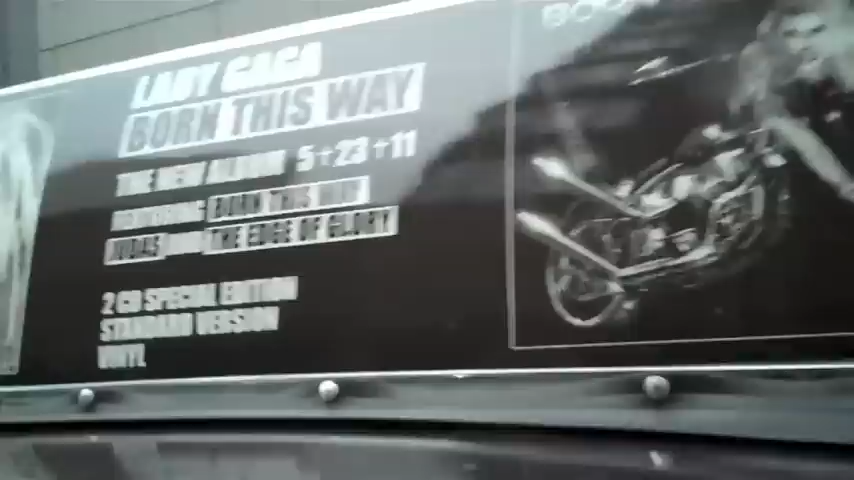 LADY GAGA
BORN THIS WAY
THE NEW ALBUM 5+23+11
FEATURING BORN THIS WAY
JUDAS AND THE EDGE OF GLORY
2 CD SPECIAL EDITION
STANDARD VERSION
VINYL